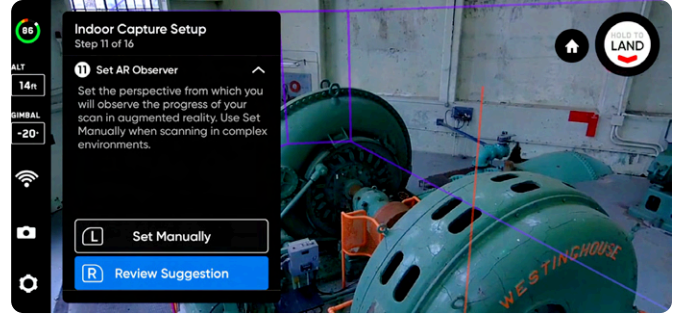 86
ALT
14ft
GIMBAL
-20°
Indoor Capture Setup
Step 11 of 16
11 Set AR Observer
Set the perspective from which you
will observe the progress of your
scan in augmented reality. Use Set
Manually when scanning in complex
environments.
L Set Manually
R Review Suggestion
HOLD TO
LAND
WESTINGHOUSE